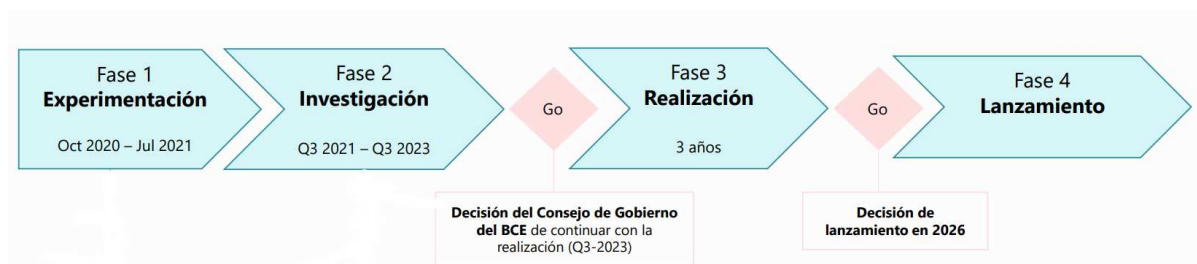 Fase 1
Experimentación
Oct 2020 – Jul 2021
Fase 2
Investigación
Q3 2021 – Q3 2023
Go
Decisión del Consejo de Gobierno
del BCE de continuar con la
realización (Q3-2023)
Fase 3
Realización
3 años
Go
Decisión de
lanzamiento en 2026
Fase 4
Lanzamiento